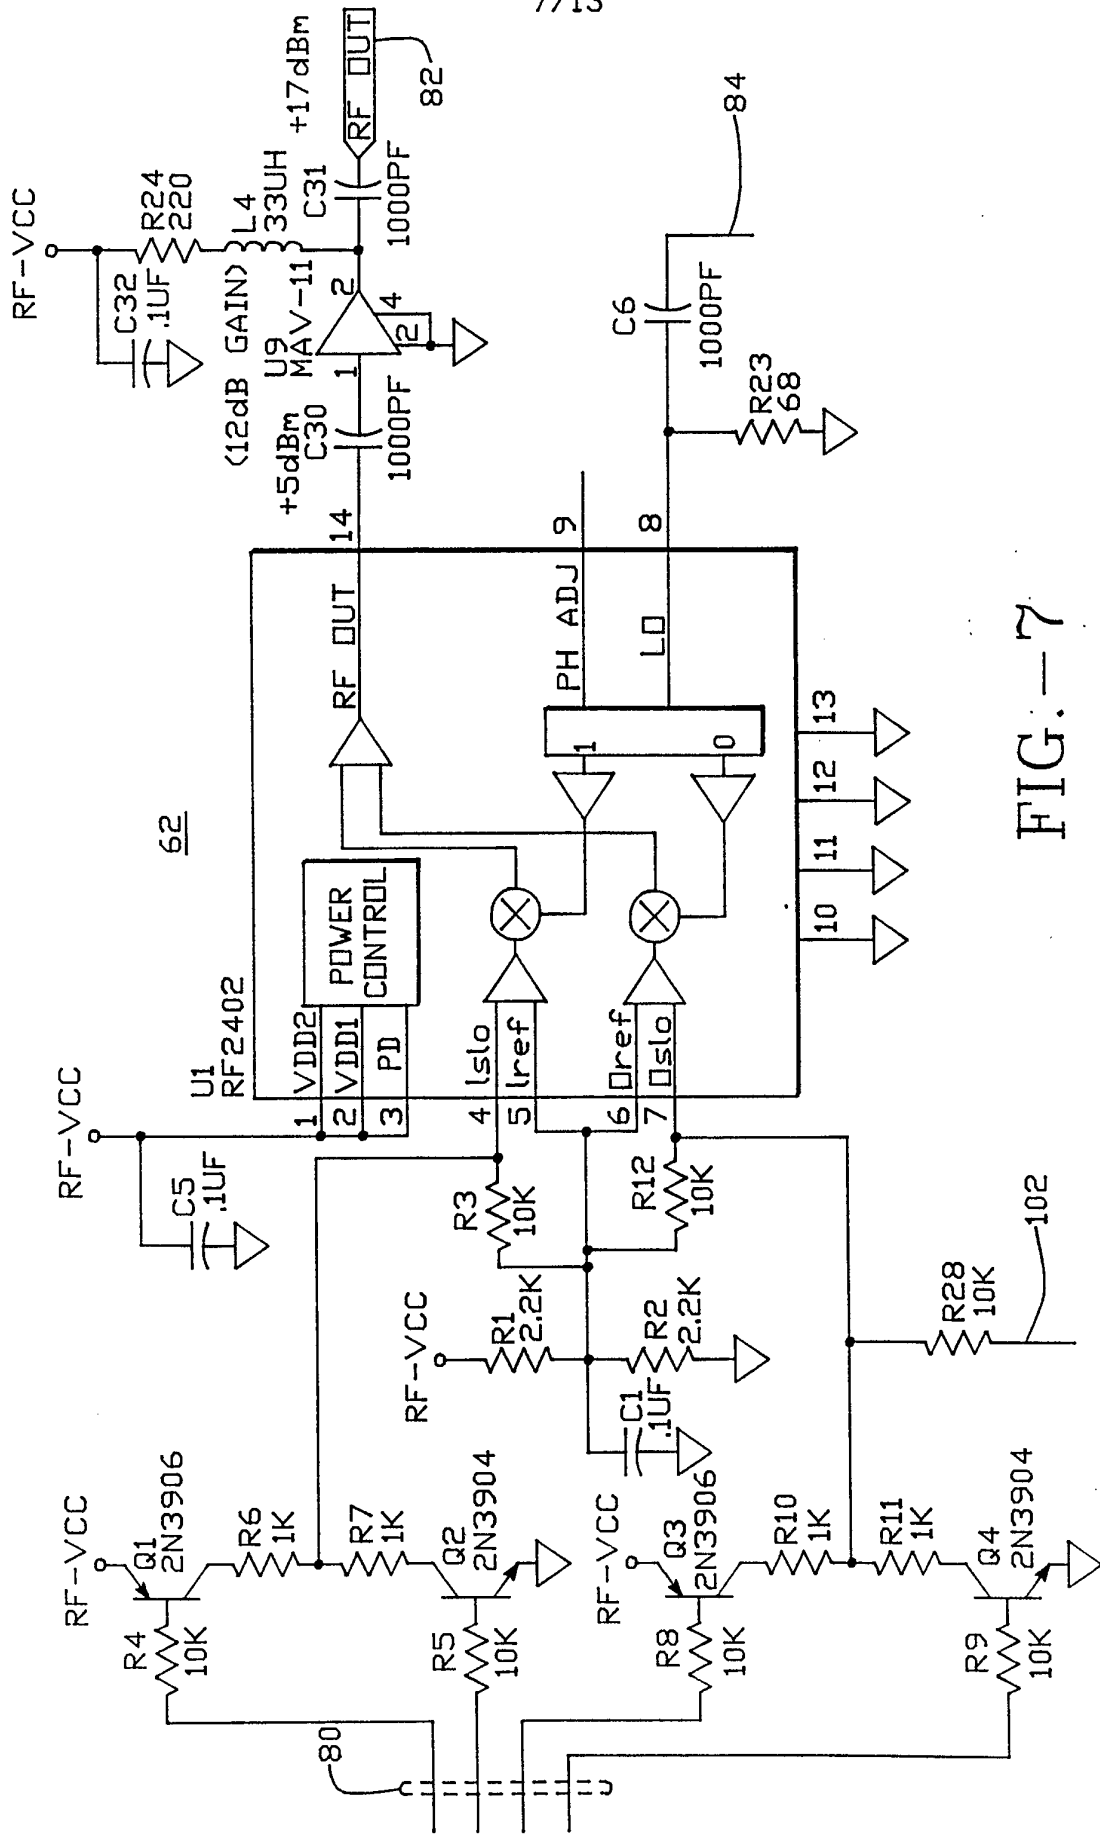 7/13
RF-VCC
C32
.1UF
R24
220
L4
33UH
(12dB GAIN)
U9
MAV-11
+5dBm
C30
1000PF
1
2
2
4
C31
1000PF
+17dBm
RF OUT
82
62
RF-VCC
C5
.1UF
U1
RF2402
1
VDD2
2
VDD1
3
PD
POWER
CONTROL
4
Islo
5
Iref
6
Qref
7
Qslo
RF OUT
14
PH ADJ
9
LO
8
1
0
10
11
12
13
C6
1000PF
84
R23
68
R3
10K
R12
10K
RF-VCC
R1
2.2K
R2
2.2K
C1
.1UF
RF-VCC
Q1
2N3906
R4
10K
R6
1K
R7
1K
R5
10K
Q2
2N3904
80
RF-VCC
Q3
2N3906
R8
10K
R10
1K
R11
1K
R9
10K
Q4
2N3904
R28
10K
102
FIG.-7